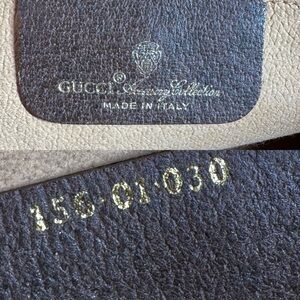 GUCCI® Accessory Collection
MADE IN ITALY
156·01·030